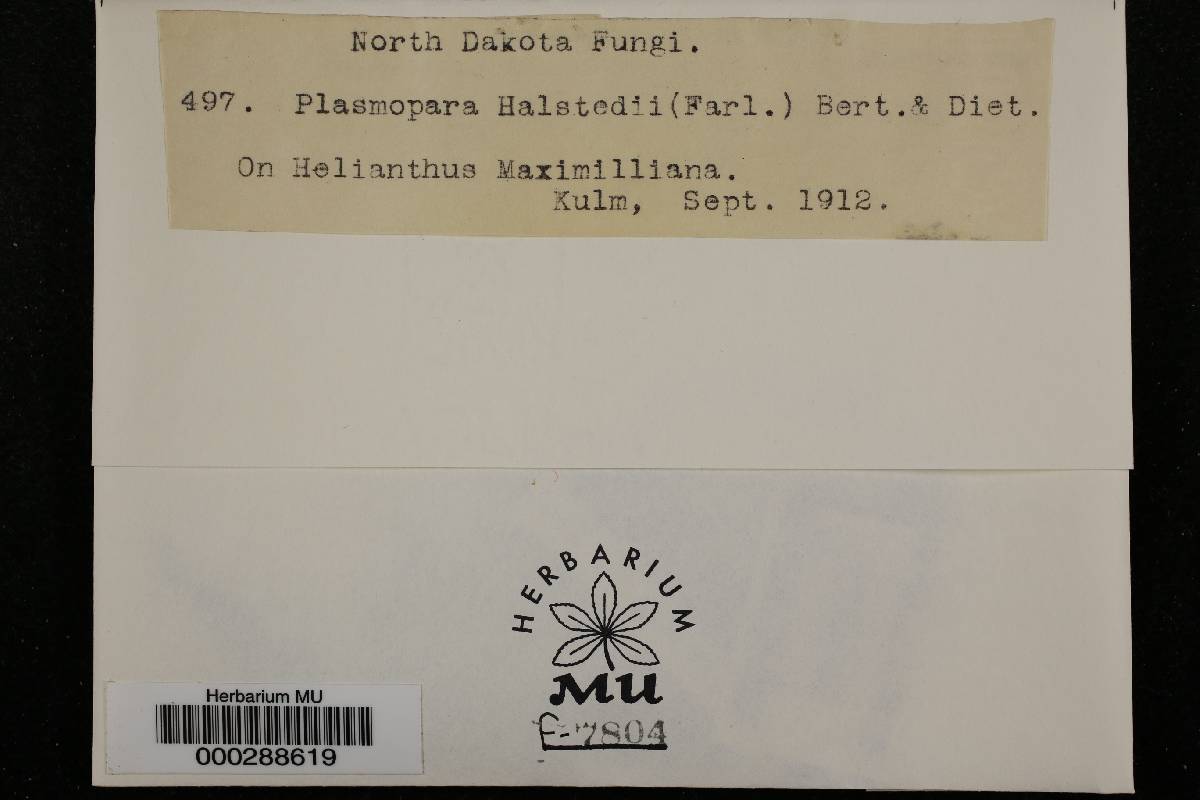 North Dakota Fungi.
497. Plasmopara Halstedii(Farl.) Bert.& Diet.
On Helianthus Maximilliana.
Kulm, Sept. 1912.
HERBARIUM
MU
F-7804
Herbarium MU
000288619